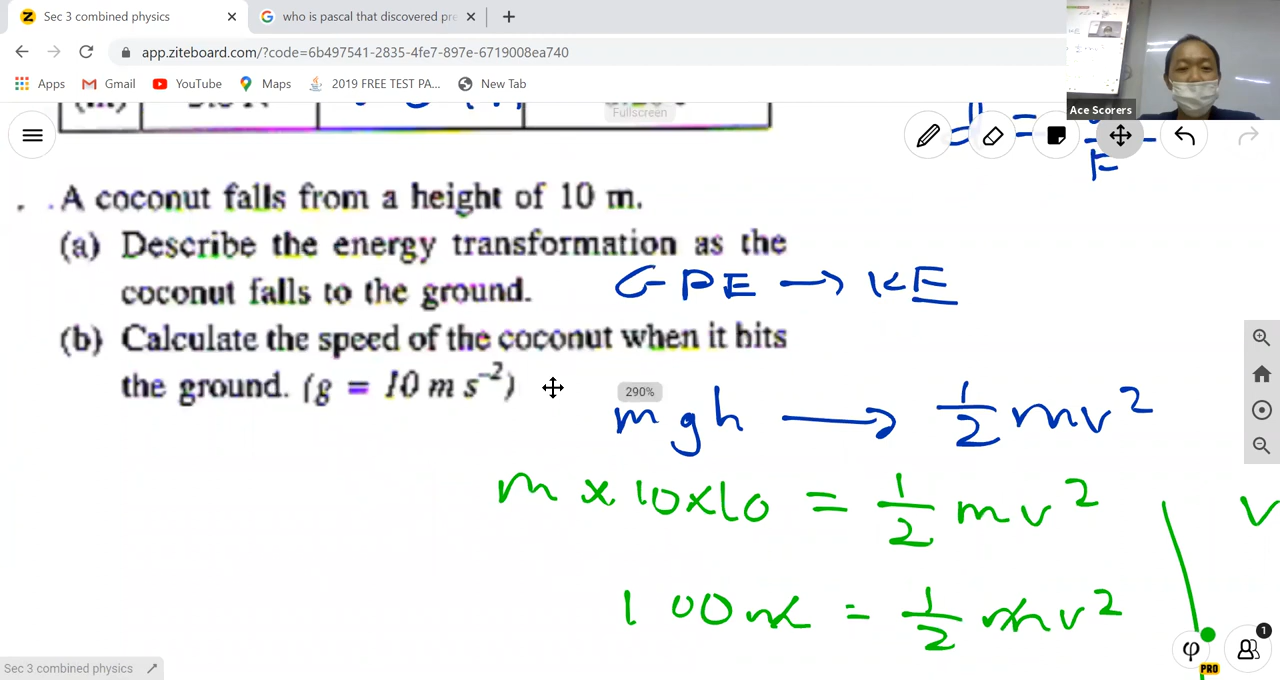 Sec 3 combined physics
who is pascal that discovered pre
app.ziteboard.com/?code=6b497541-2835-4fe7-897e-6719008ea740
Apps
Gmail
YouTube
Maps
2019 FREE TEST PA...
New Tab
Ace Scorers
Fullscreen
A coconut falls from a height of 10 m.
(a) Describe the energy transformation as the
coconut falls to the ground.
GPE → KE
(b) Calculate the speed of the coconut when it hits
the ground. (g = 10 m s⁻²)
290%
mgh → 1/2 mv²
m × 10 × 10 = 1/2 mv²
v
100m = 1/2 mv²
φ
PRO
1
Sec 3 combined physics